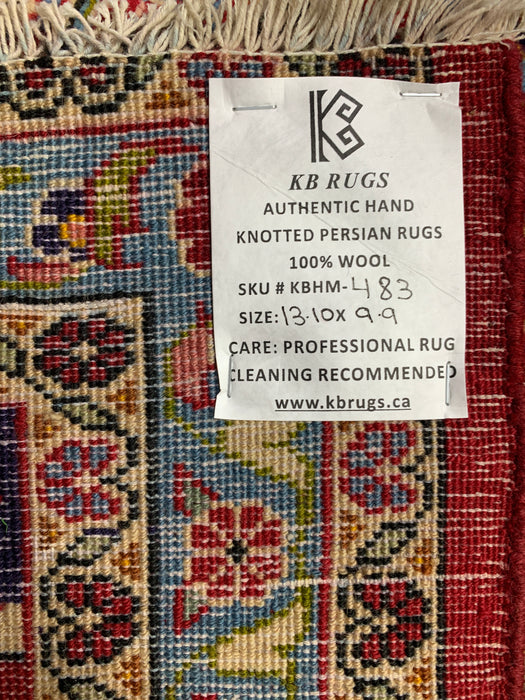 KB RUGS
AUTHENTIC HAND
KNOTTED PERSIAN RUGS
100% WOOL
SKU # KBHM-483
SIZE: 13.10x 9.9
CARE: PROFESSIONAL RUG
CLEANING RECOMMENDED
www.kbrugs.ca